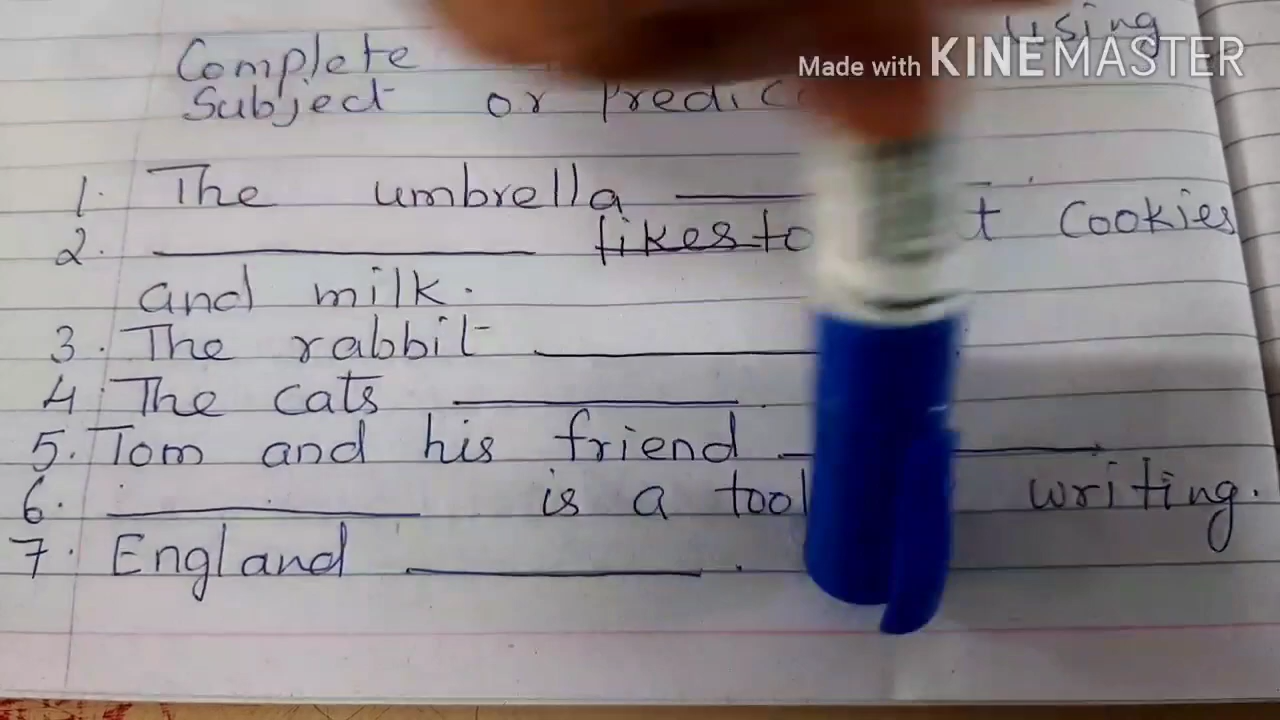 Complete using
Made with KINEMASTER
Subject or
1. The umbrella
2. likes to Cookies
and milk.
3. The rabbit
4. The cats
5. Tom and his friend
6. is a tool writing.
7. England